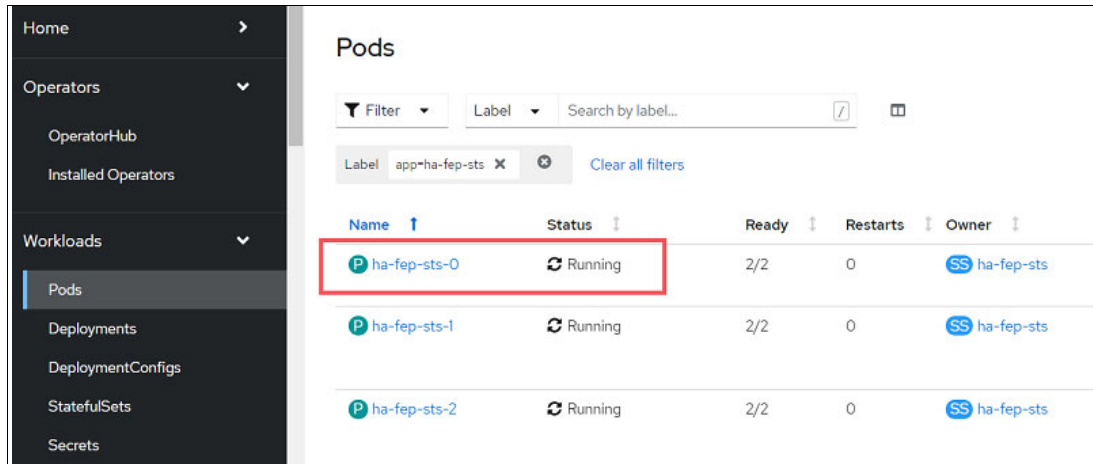 Home
Operators
OperatorHub
Installed Operators
Workloads
Pods
Deployments
DeploymentConfigs
StatefulSets
Secrets
Pods
Filter Label Search by label... /
Label app=ha-fep-sts Clear all filters
Name Status Ready Restarts Owner
P ha-fep-sts-0 Running 2/2 0 SS ha-fep-sts
P ha-fep-sts-1 Running 2/2 0 SS ha-fep-sts
P ha-fep-sts-2 Running 2/2 0 SS ha-fep-sts